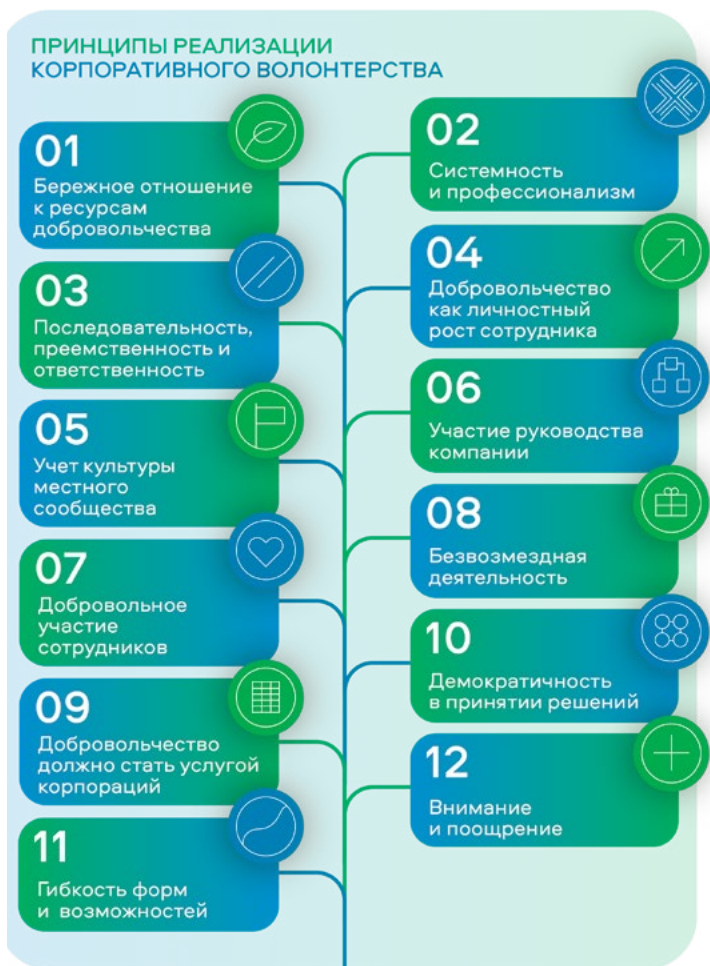 ПРИНЦИПЫ РЕАЛИЗАЦИИ
КОРПОРАТИВНОГО ВОЛОНТЕРСТВА
01
Бережное отношение
к ресурсам
добровольчества
02
Системность
и профессионализм
03
Последовательность,
преемственность и
ответственность
04
Добровольчество
как личностный
рост сотрудника
05
Учет культуры
местного
сообщества
06
Участие руководства
компании
07
Добровольное
участие
сотрудников
08
Безвозмездная
деятельность
09
Добровольчество
должно стать услугой
корпораций
10
Демократичность
в принятии решений
11
Гибкость форм
и возможностей
12
Внимание
и поощрение